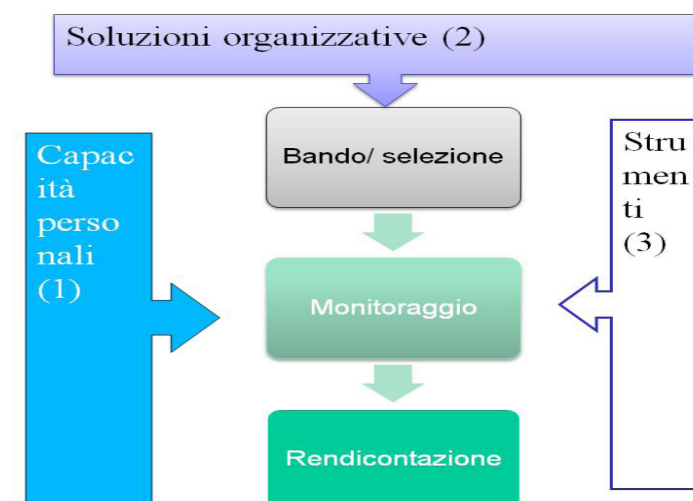 Soluzioni organizzative (2)
Capac
ità
perso
nali
(1)
Bando/ selezione
Monitoraggio
Rendicontazione
Stru
men
ti
(3)